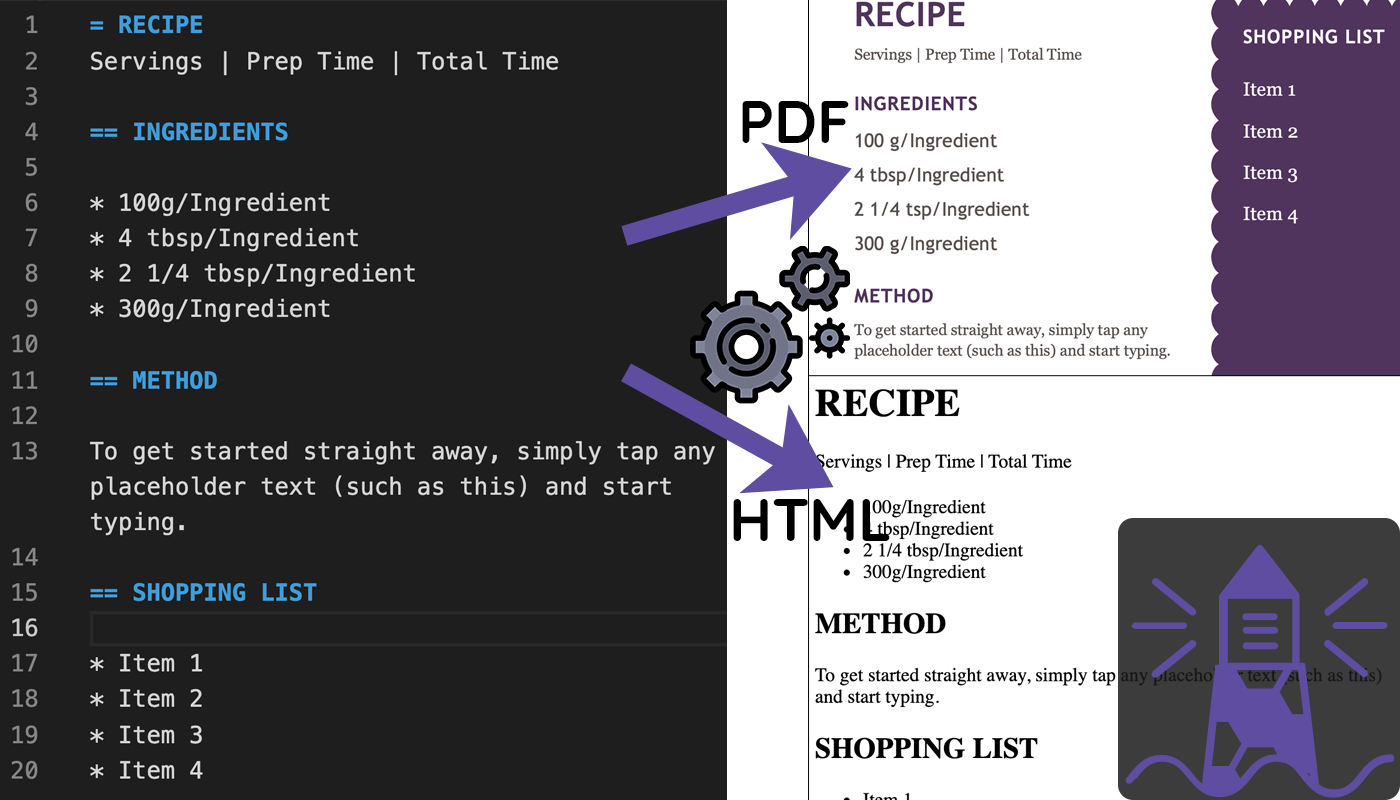 1 = RECIPE
2 Servings | Prep Time | Total Time
3
4 == INGREDIENTS
5
6 * 100g/Ingredient
7 * 4 tbsp/Ingredient
8 * 2 1/4 tbsp/Ingredient
9 * 300g/Ingredient
10
11 == METHOD
12
13 To get started straight away, simply tap any
placeholder text (such as this) and start
typing.
14
15 == SHOPPING LIST
16
17 * Item 1
18 * Item 2
19 * Item 3
20 * Item 4
PDF
HTML
RECIPE
Servings | Prep Time | Total Time
INGREDIENTS
100 g/Ingredient
4 tbsp/Ingredient
2 1/4 tsp/Ingredient
300 g/Ingredient
METHOD
To get started straight away, simply tap any
placeholder text (such as this) and start typing.
SHOPPING LIST
Item 1
Item 2
Item 3
Item 4
RECIPE
Servings | Prep Time | Total Time
00g/Ingredient
tbsp/Ingredient
• 2 1/4 tbsp/Ingredient
• 300g/Ingredient
METHOD
To get started straight away, simply tap any placeholder text (such as this)
and start typing.
SHOPPING LIST
• Item 1